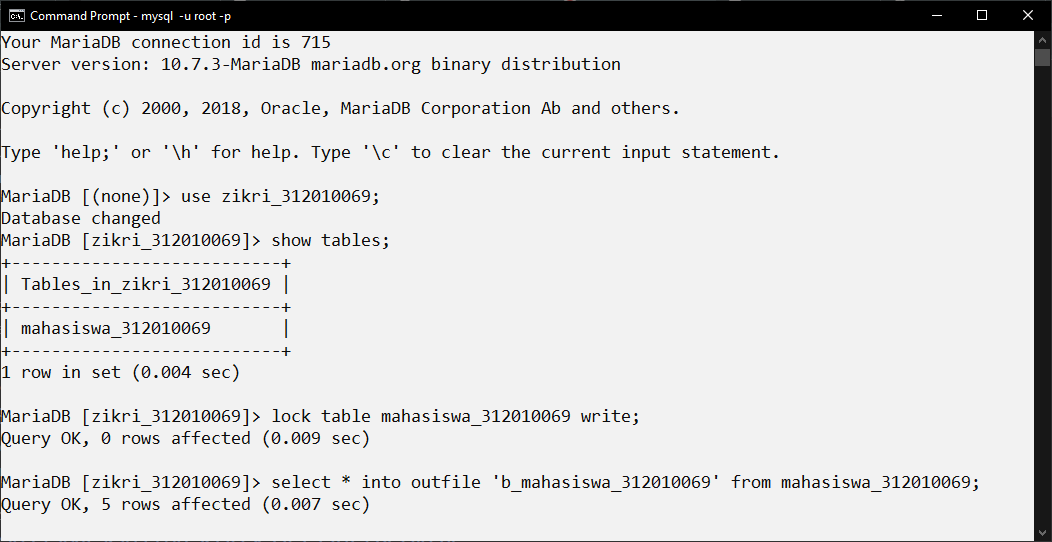 Command Prompt - mysql  -u root -p
Your MariaDB connection id is 715
Server version: 10.7.3-MariaDB mariadb.org binary distribution
Copyright (c) 2000, 2018, Oracle, MariaDB Corporation Ab and others.
Type 'help;' or '\h' for help. Type '\c' to clear the current input statement.
MariaDB [(none)]> use zikri_312010069;
Database changed
MariaDB [zikri_312010069]> show tables;
+---------------------------+
| Tables_in_zikri_312010069 |
+---------------------------+
| mahasiswa_312010069       |
+---------------------------+
1 row in set (0.004 sec)
MariaDB [zikri_312010069]> lock table mahasiswa_312010069 write;
Query OK, 0 rows affected (0.009 sec)
MariaDB [zikri_312010069]> select * into outfile 'b_mahasiswa_312010069' from mahasiswa_312010069;
Query OK, 5 rows affected (0.007 sec)